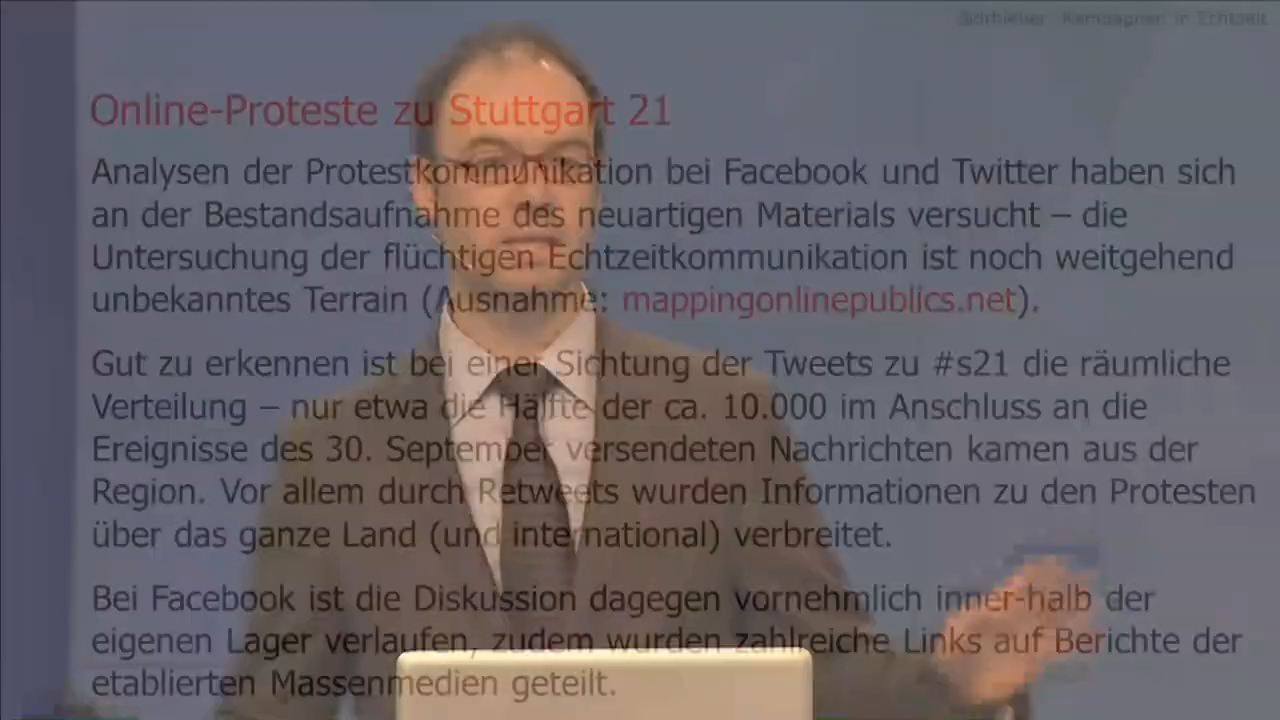 @drbieber: Kampagnen in Echtzeit
Online-Proteste zu Stuttgart 21
Analysen der Protestkommunikation bei Facebook und Twitter haben sich
an der Bestandsaufnahme des neuartigen Materials versucht – die
Untersuchung der flüchtigen Echtzeitkommunikation ist noch weitgehend
unbekanntes Terrain (Ausnahme: mappingonlinepublics.net).
Gut zu erkennen ist bei einer Sichtung der Tweets zu #s21 die räumliche
Verteilung – nur etwa die Hälfte der ca. 10.000 im Anschluss an die
Ereignisse des 30. September versendeten Nachrichten kamen aus der
Region. Vor allem durch Retweets wurden Informationen zu den Protesten
über das ganze Land (und international) verbreitet.
Bei Facebook ist die Diskussion dagegen vornehmlich inner-halb der
eigenen Lager verlaufen, zudem wurden zahlreiche Links auf Berichte der
etablierten Massenmedien geteilt.